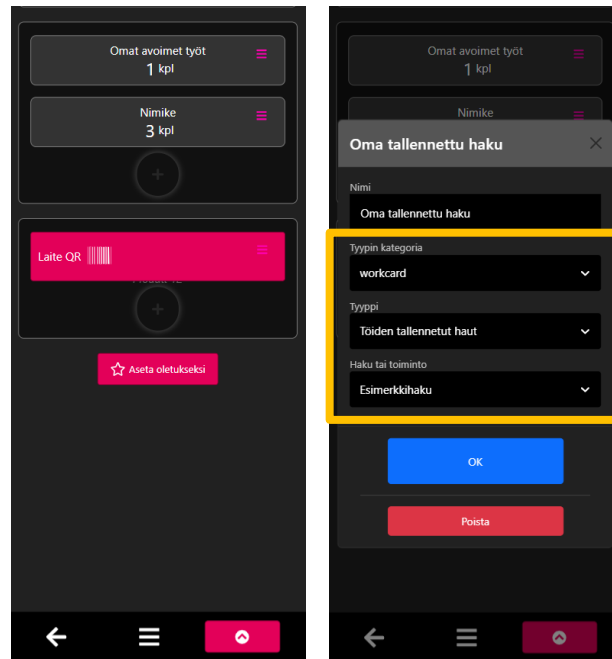 Omat avoimet työt
1 kpl
Nimike
3 kpl
Laite QR
Aseta oletukseksi
Omat avoimet työt
1 kpl
Nimike
Oma tallennettu haku
Nimi
Oma tallennettu haku
Tyypin kategoria
workcard
Tyyppi
Töiden tallennetut haut
Haku tai toiminto
Esimerkkihaku
OK
Poista